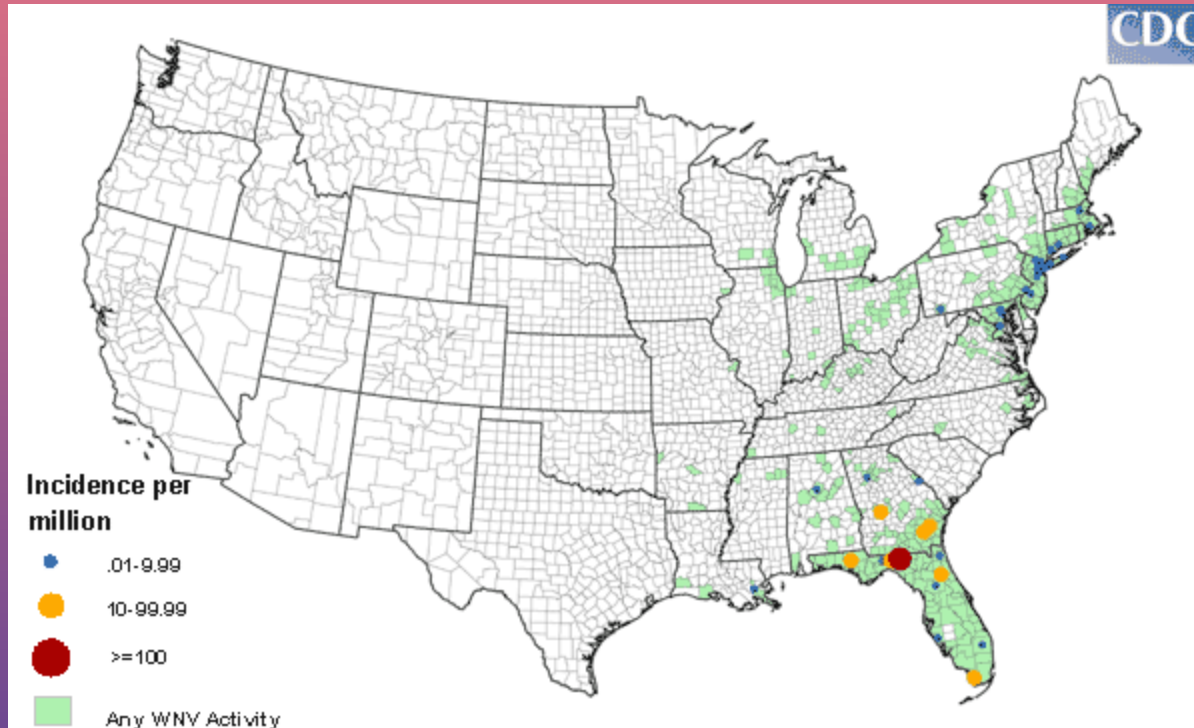 CDC
Incidence per
million
.01-9.99
10-99.99
>=100
Any WNV Activity